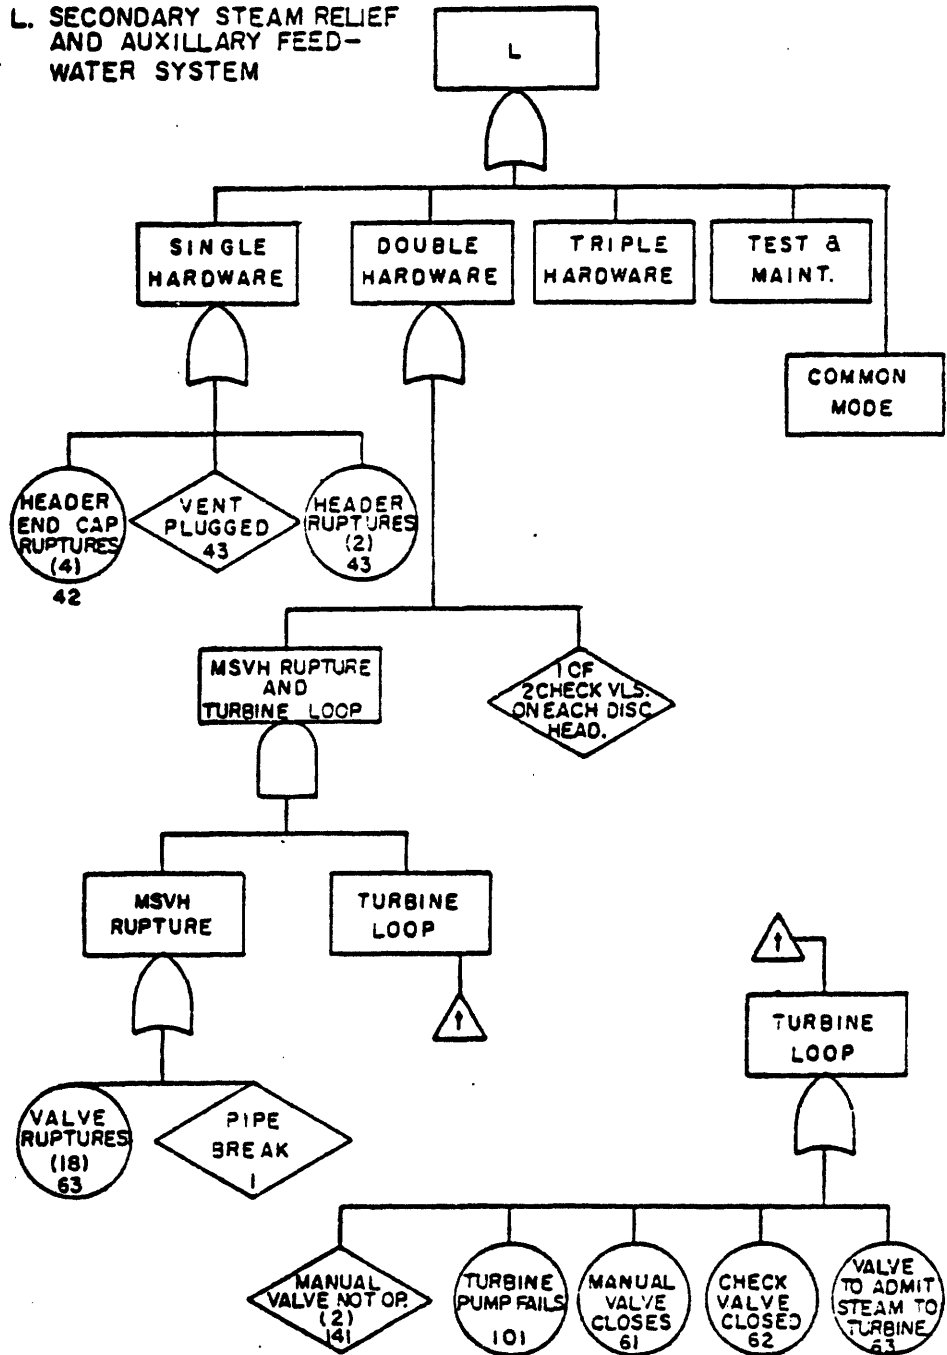 L. SECONDARY STEAM RELIEF
AND AUXILLARY FEED-
WATER SYSTEM
L
SINGLE
HARDWARE
DOUBLE
HARDWARE
TRIPLE
HARDWARE
TEST &
MAINT.
COMMON
MODE
HEADER
END CAP
RUPTURES
(4)
42
VENT
PLUGGED
43
HEADER
RUPTURES
(2)
43
MSVH RUPTURE
AND
TURBINE LOOP
1 OF
2 CHECK VLS.
ON EACH DISC
HEAD.
MSVH
RUPTURE
TURBINE
LOOP
TURBINE
LOOP
VALVE
RUPTURES
(18)
63
PIPE
BREAK
1
MANUAL
VALVE NOT OP.
(2)
141
TURBINE
PUMP FAILS
101
MANUAL
VALVE
CLOSES
61
CHECK
VALVE
CLOSED
62
VALVE
TO ADMIT
STEAM TO
TURBINE
63